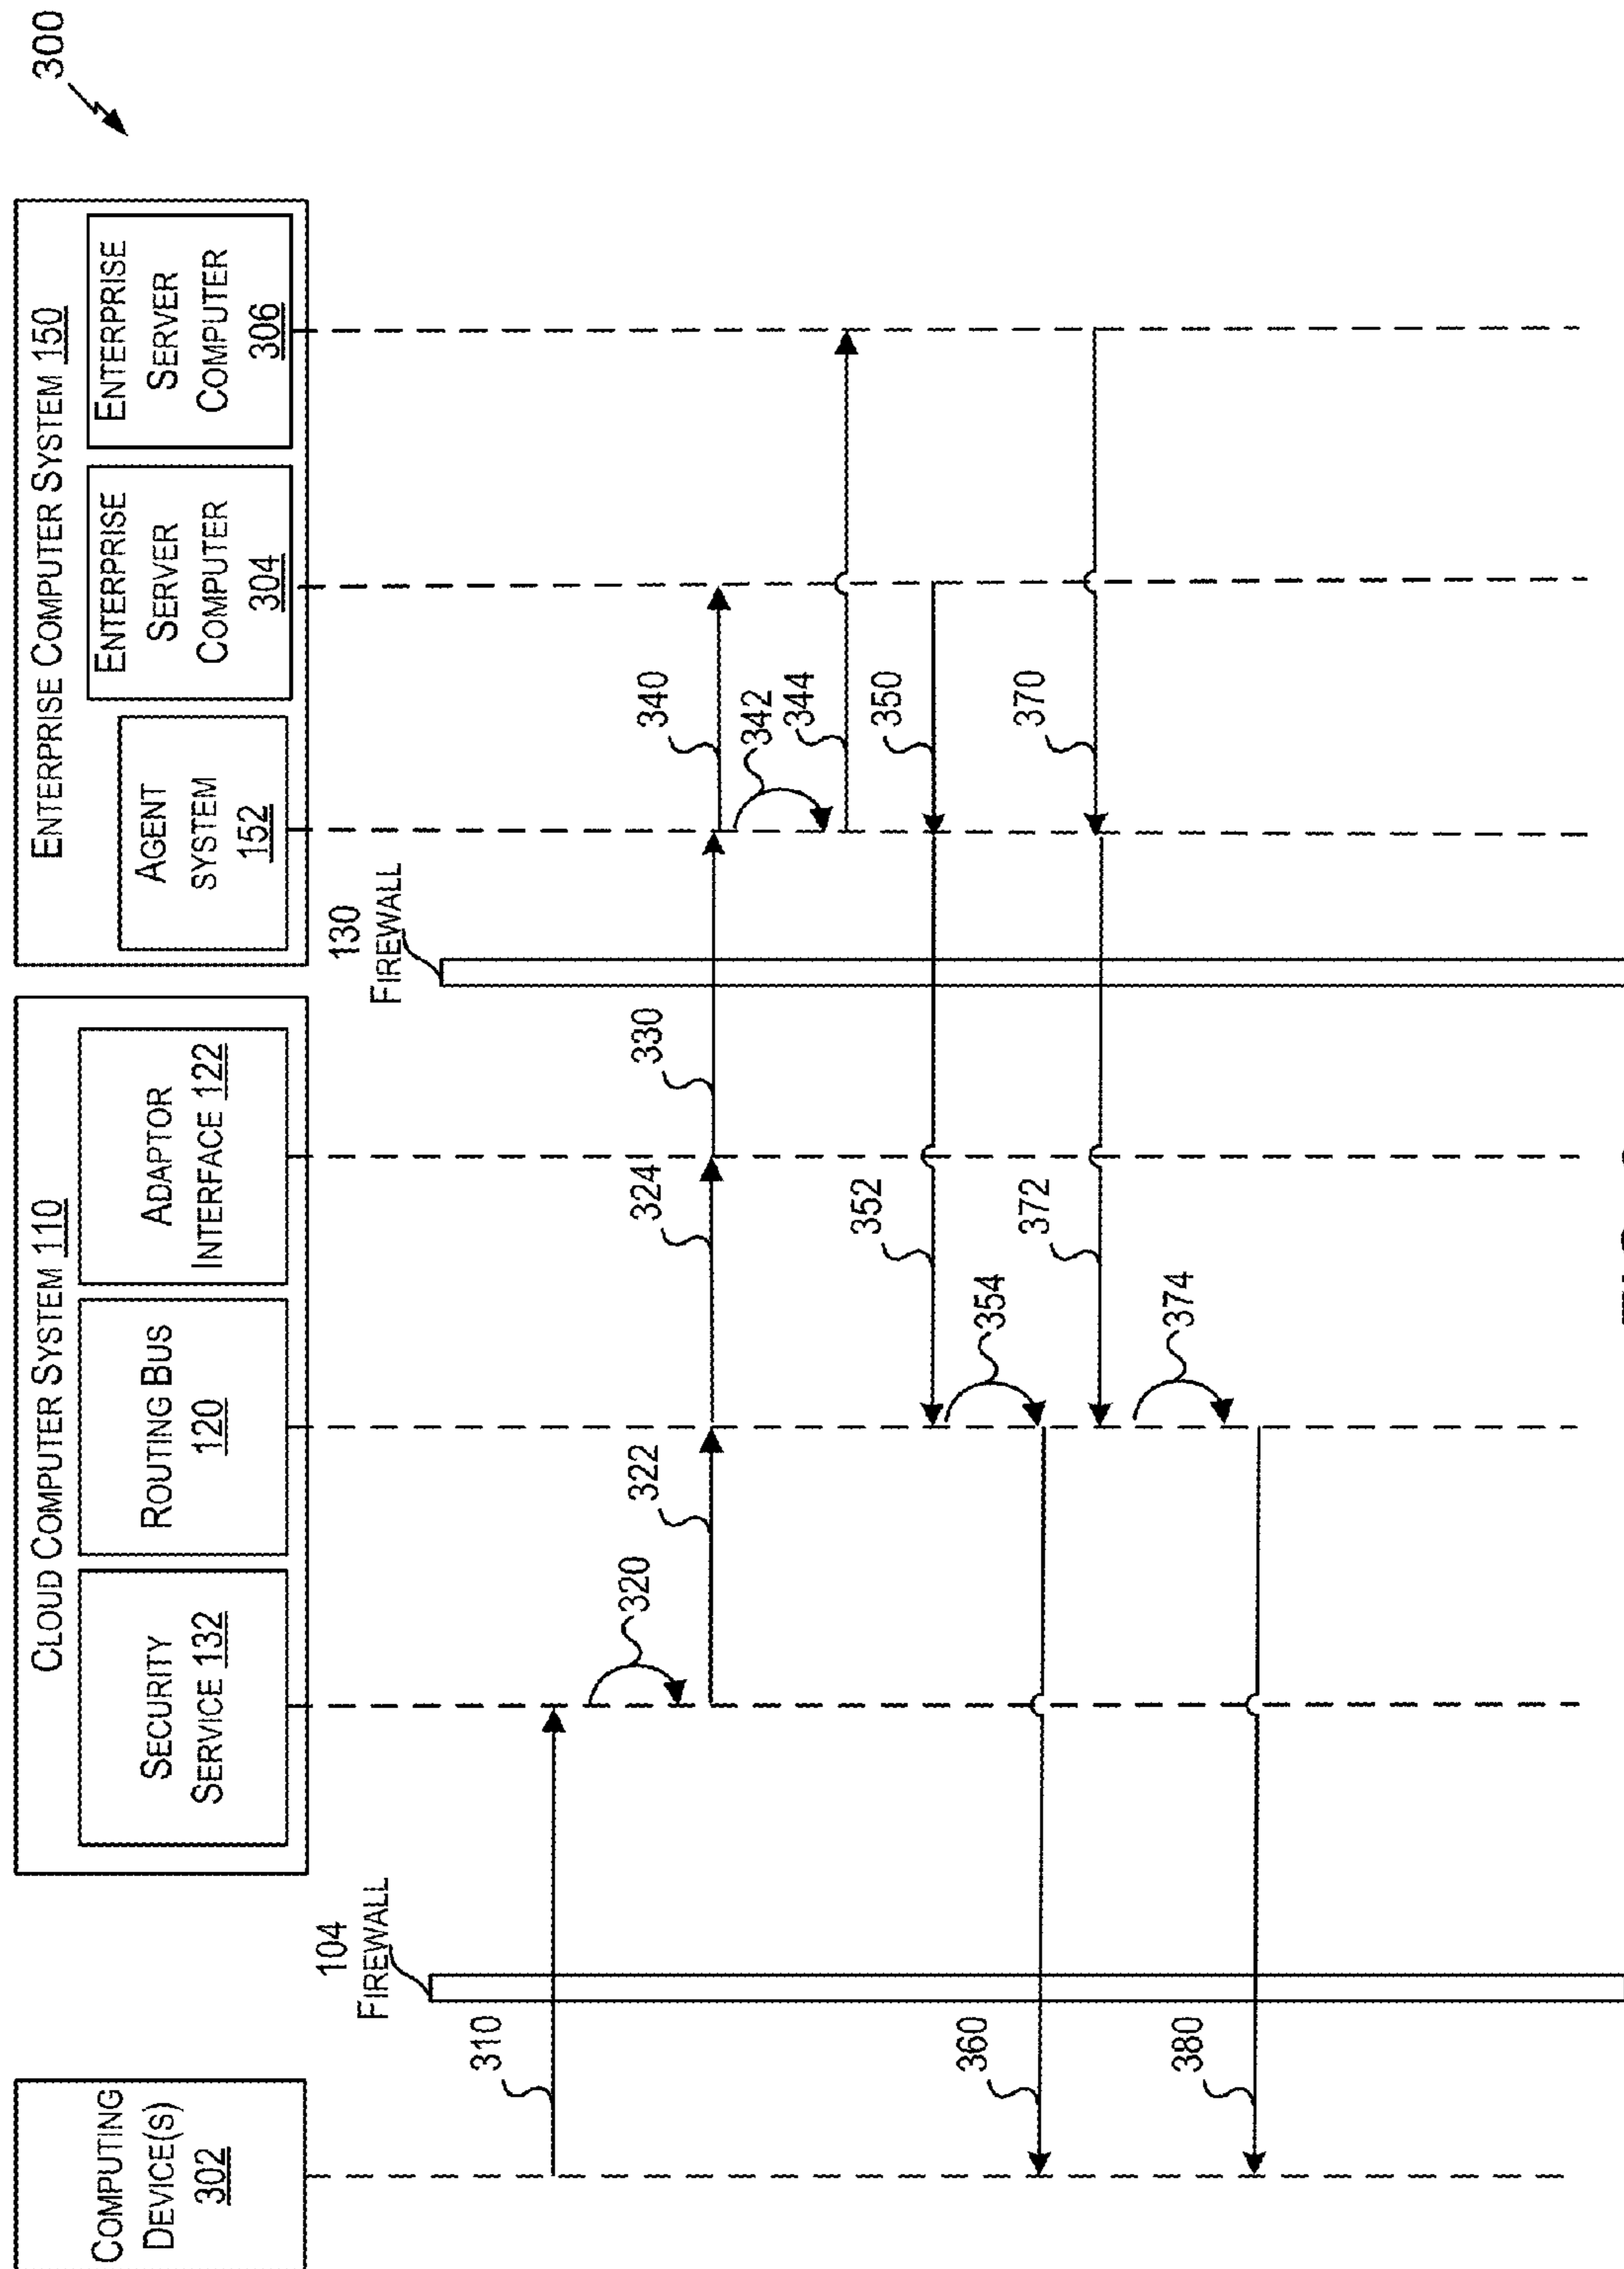 300
COMPUTING
DEVICE(S)
302
CLOUD COMPUTER SYSTEM 110
SECURITY
SERVICE 132
ROUTING BUS
120
ADAPTOR
INTERFACE 122
ENTERPRISE COMPUTER SYSTEM 150
AGENT
SYSTEM
152
ENTERPRISE
SERVER
COMPUTER
304
ENTERPRISE
SERVER
COMPUTER
306
104
FIREWALL
130
FIREWALL
310
320
322
324
330
340
342
344
350
352
354
360
370
372
374
380